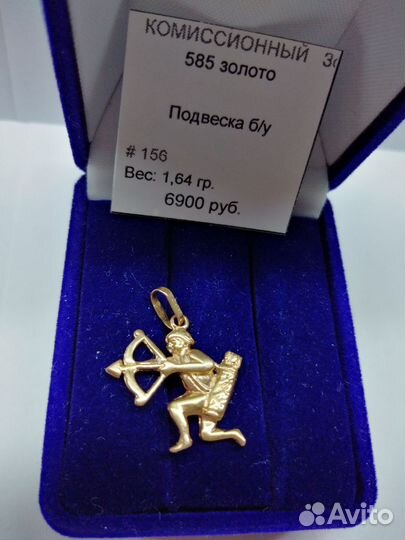 КОМИССИОННЫЙ
585 золото
Подвеска б/у
# 156
Вес: 1,64 гр.
6900 руб.
Avito